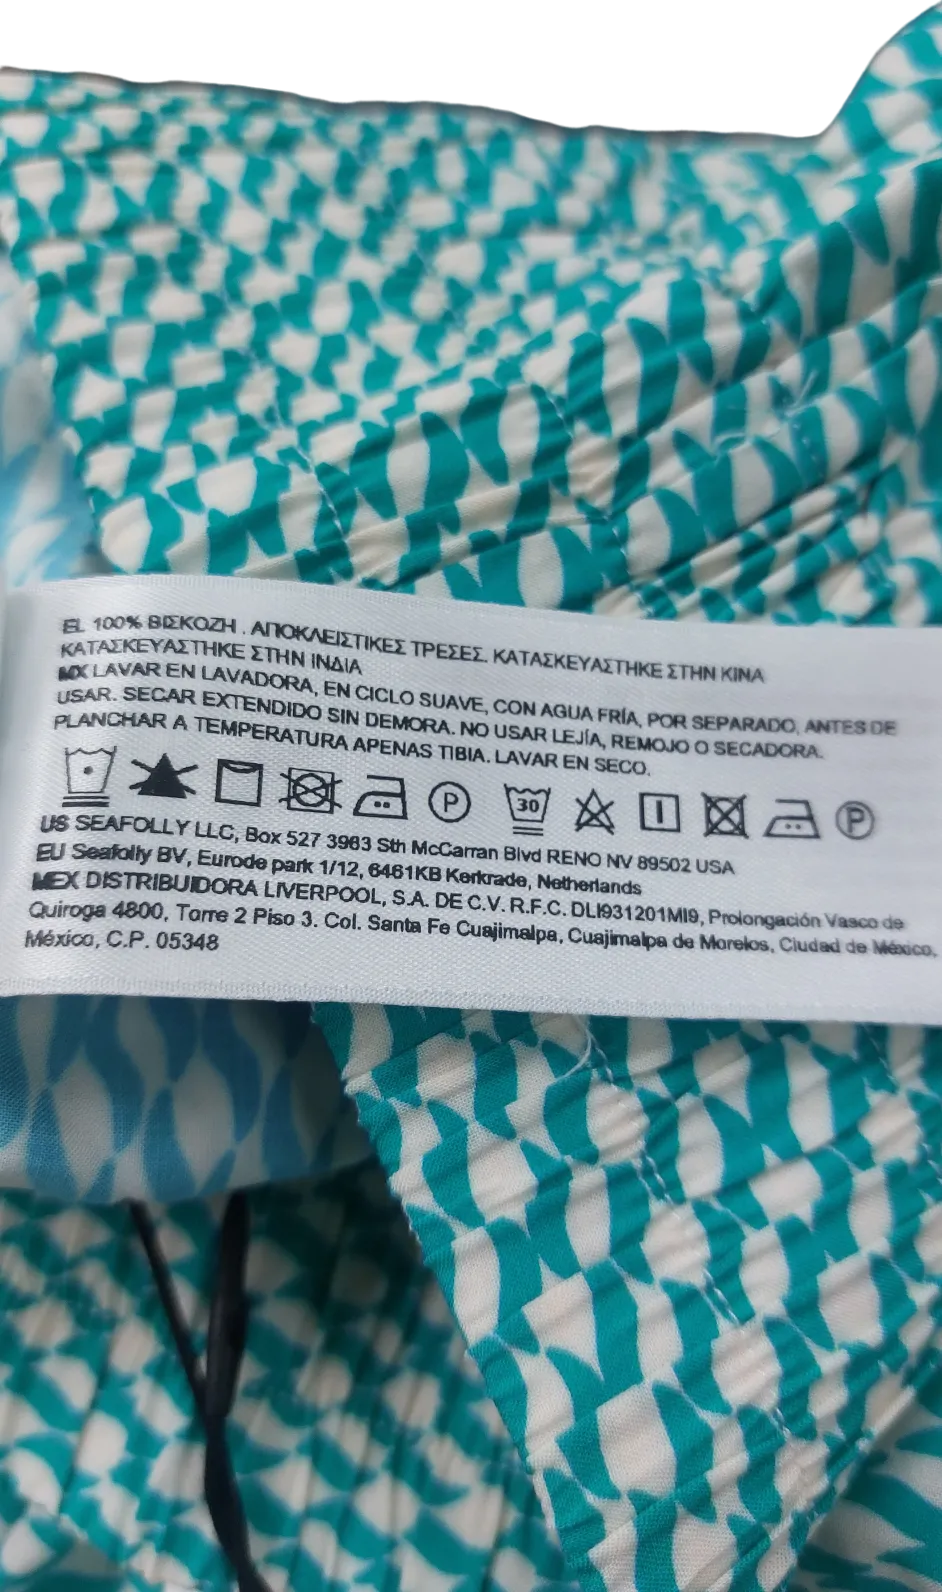 EL 100% ΒΙΣΚΟΖΗ . ΑΠΟΚΛΕΙΣΤΙΚΕΣ ΤΡΕΣΕΣ. ΚΑΤΑΣΚΕΥΑΣΤΗΚΕ ΣΤΗΝ ΚΙΝΑ
ΚΑΤΑΣΚΕΥΑΣΤΗΚΕ ΣΤΗΝ ΙΝΔΙΑ
MX LAVAR EN LAVADORA, EN CICLO SUAVE, CON AGUA FRÍA, POR SEPARADO, ANTES DE
USAR. SECAR EXTENDIDO SIN DEMORA. NO USAR LEJÍA, REMOJO O SECADORA.
PLANCHAR A TEMPERATURA APENAS TIBIA. LAVAR EN SECO.
P 30 P
US SEAFOLLY LLC, Box 527 3983 Sth McCarran Blvd RENO NV 89502 USA
EU Seafolly BV, Eurode park 1/12, 6461KB Kerkrade, Netherlands
MEX DISTRIBUIDORA LIVERPOOL, S.A. DE C.V. R.F.C. DLI931201MI9, Prolongación Vasco de
Quiroga 4800, Torre 2 Piso 3. Col. Santa Fe Cuajimalpa, Cuajimalpa de Morelos, Ciudad de México,
México, C.P. 05348